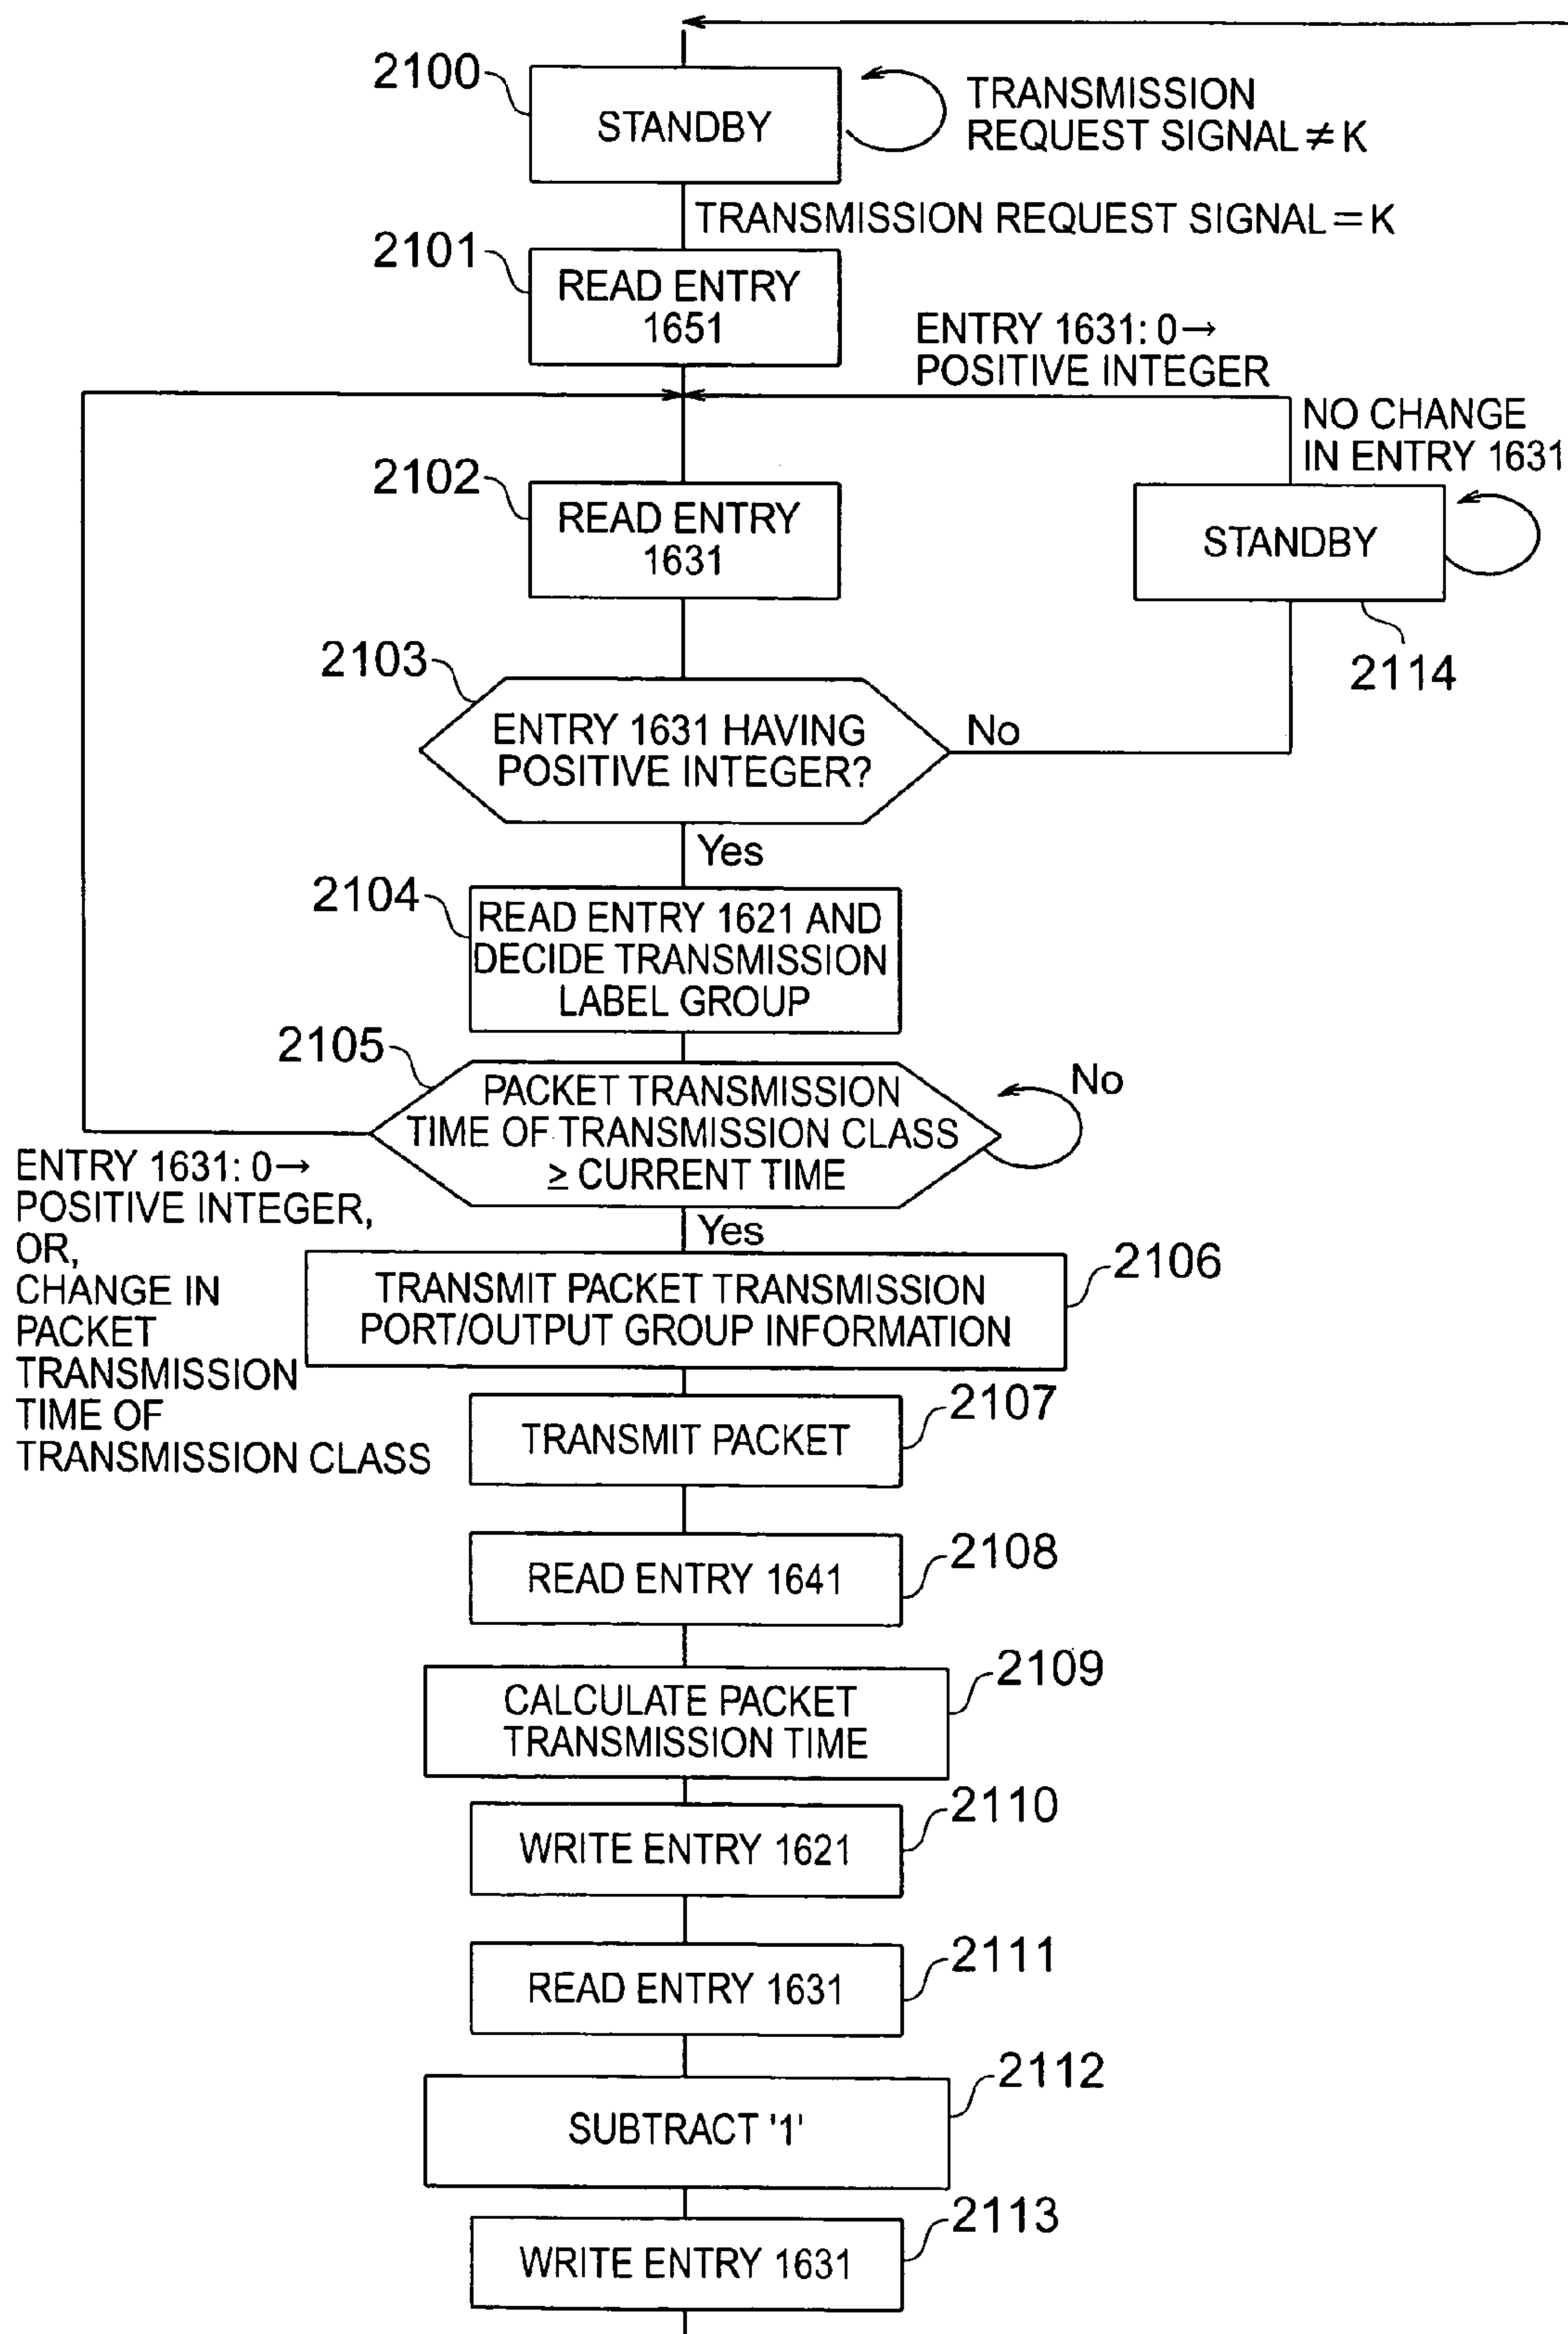 2100
STANDBY
TRANSMISSION
REQUEST SIGNAL ≠ K
TRANSMISSION REQUEST SIGNAL = K
2101
READ ENTRY
1651
ENTRY 1631: 0→
POSITIVE INTEGER
NO CHANGE
IN ENTRY 1631
2102
READ ENTRY
1631
STANDBY
2114
2103
ENTRY 1631 HAVING
POSITIVE INTEGER?
No
Yes
2104
READ ENTRY 1621 AND
DECIDE TRANSMISSION
LABEL GROUP
2105
PACKET TRANSMISSION
TIME OF TRANSMISSION CLASS
≥ CURRENT TIME
No
Yes
ENTRY 1631: 0→
POSITIVE INTEGER,
OR,
CHANGE IN
PACKET
TRANSMISSION
TIME OF
TRANSMISSION CLASS
2106
TRANSMIT PACKET TRANSMISSION
PORT/OUTPUT GROUP INFORMATION
2107
TRANSMIT PACKET
2108
READ ENTRY 1641
2109
CALCULATE PACKET
TRANSMISSION TIME
2110
WRITE ENTRY 1621
2111
READ ENTRY 1631
2112
SUBTRACT '1'
2113
WRITE ENTRY 1631